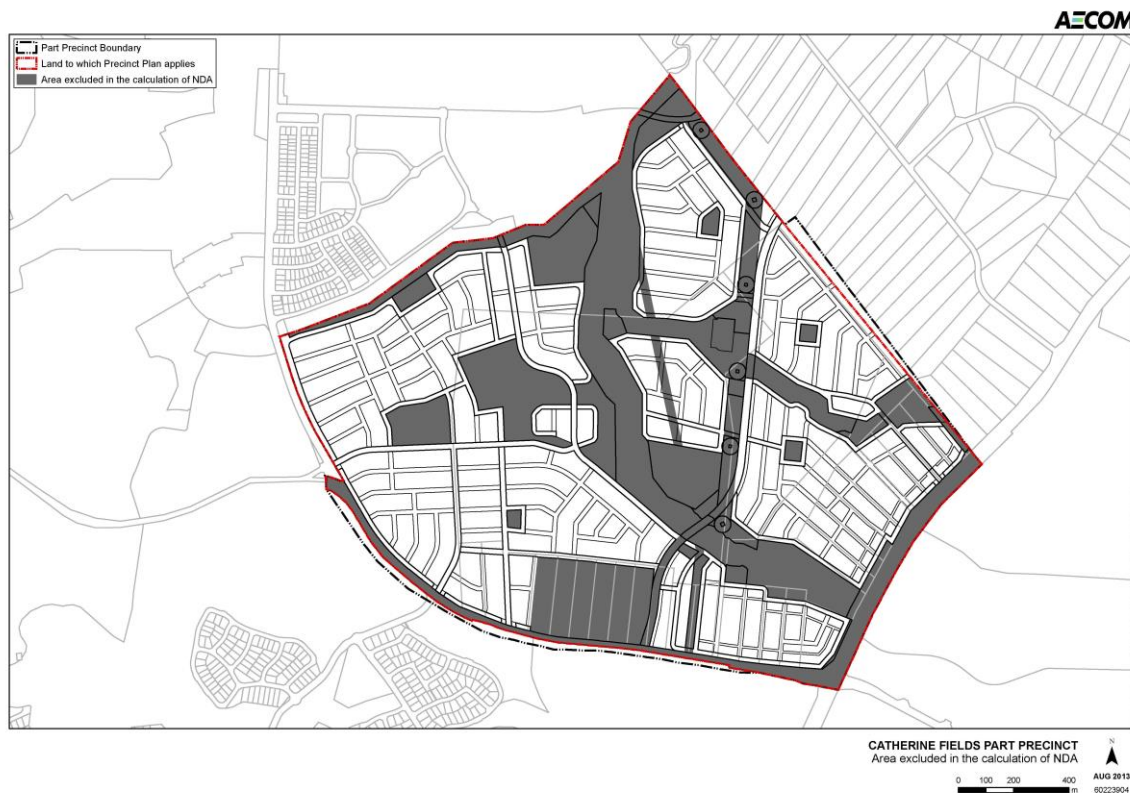 AECOM
Part Precinct Boundary
Land to which Precinct Plan applies
Area excluded in the calculation of NDA
CATHERINE FIELDS PART PRECINCT
Area excluded in the calculation of NDA
N
AUG 2013
0 100 200 400
m
60223904